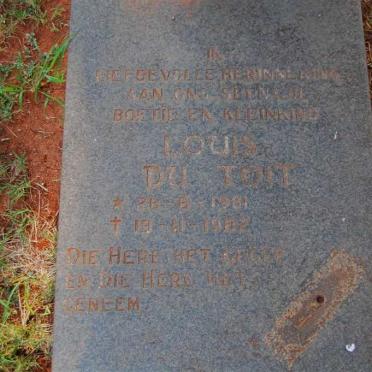 IN
LIEFDEVOLLE HERINNERING
AAN ONS SEUNTJIE
BOETIE EN KLEINKIND
LOUIS
DU TOIT
* 26-8-1981
† 19-11-1982
DIE HERE HET GEGEE
EN DIE HERE HET
GENEEM